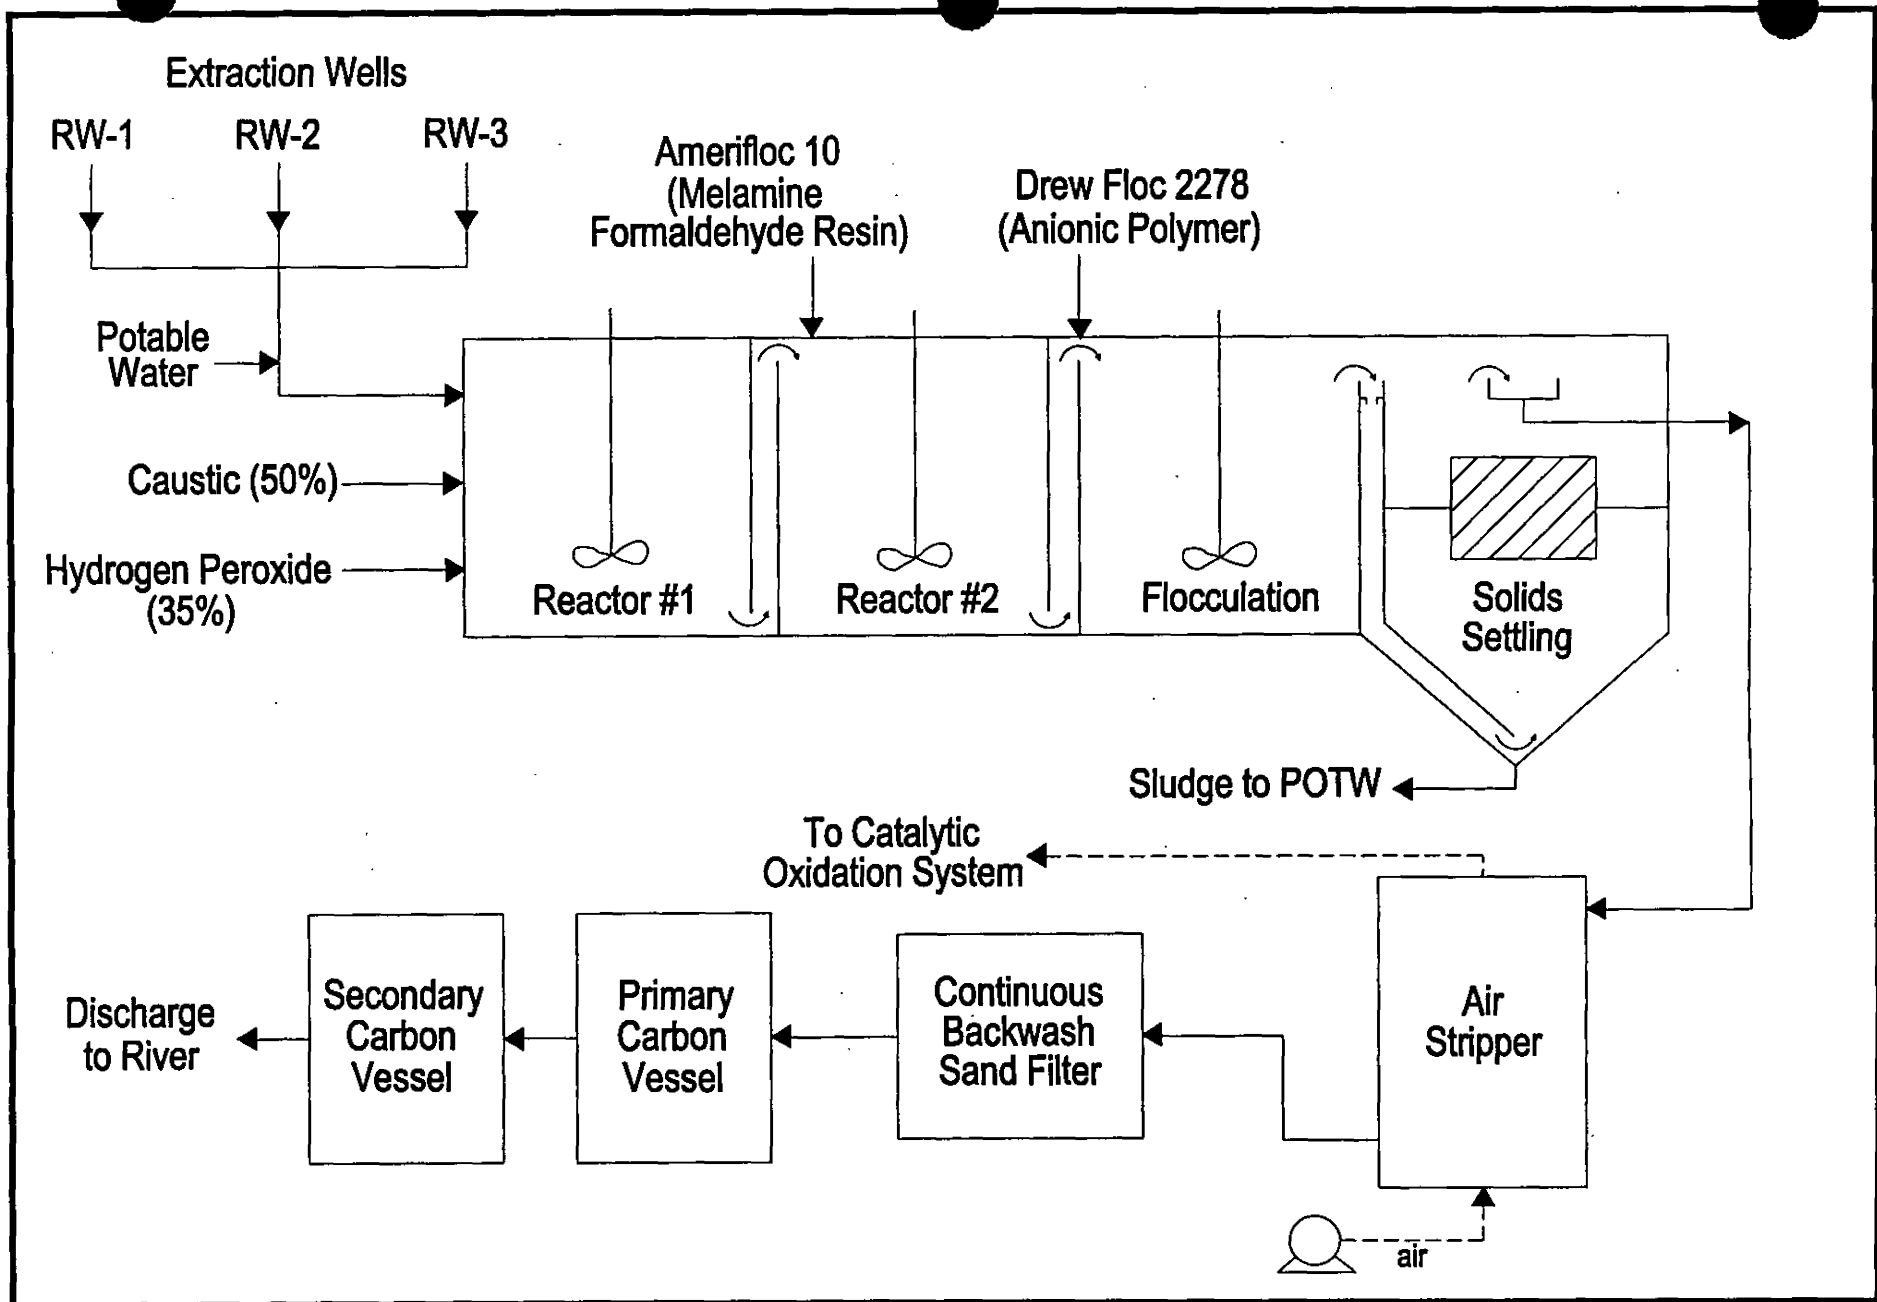 Extraction Wells
RW-1
RW-2
RW-3
Amerifloc 10
(Melamine
Formaldehyde Resin)
Drew Floc 2278
(Anionic Polymer)
Potable
Water
Caustic (50%)
Hydrogen Peroxide
(35%)
Reactor #1
Reactor #2
Flocculation
Solids
Settling
Sludge to POTW
To Catalytic
Oxidation System
Discharge
to River
Secondary
Carbon
Vessel
Primary
Carbon
Vessel
Continuous
Backwash
Sand Filter
Air
Stripper
air